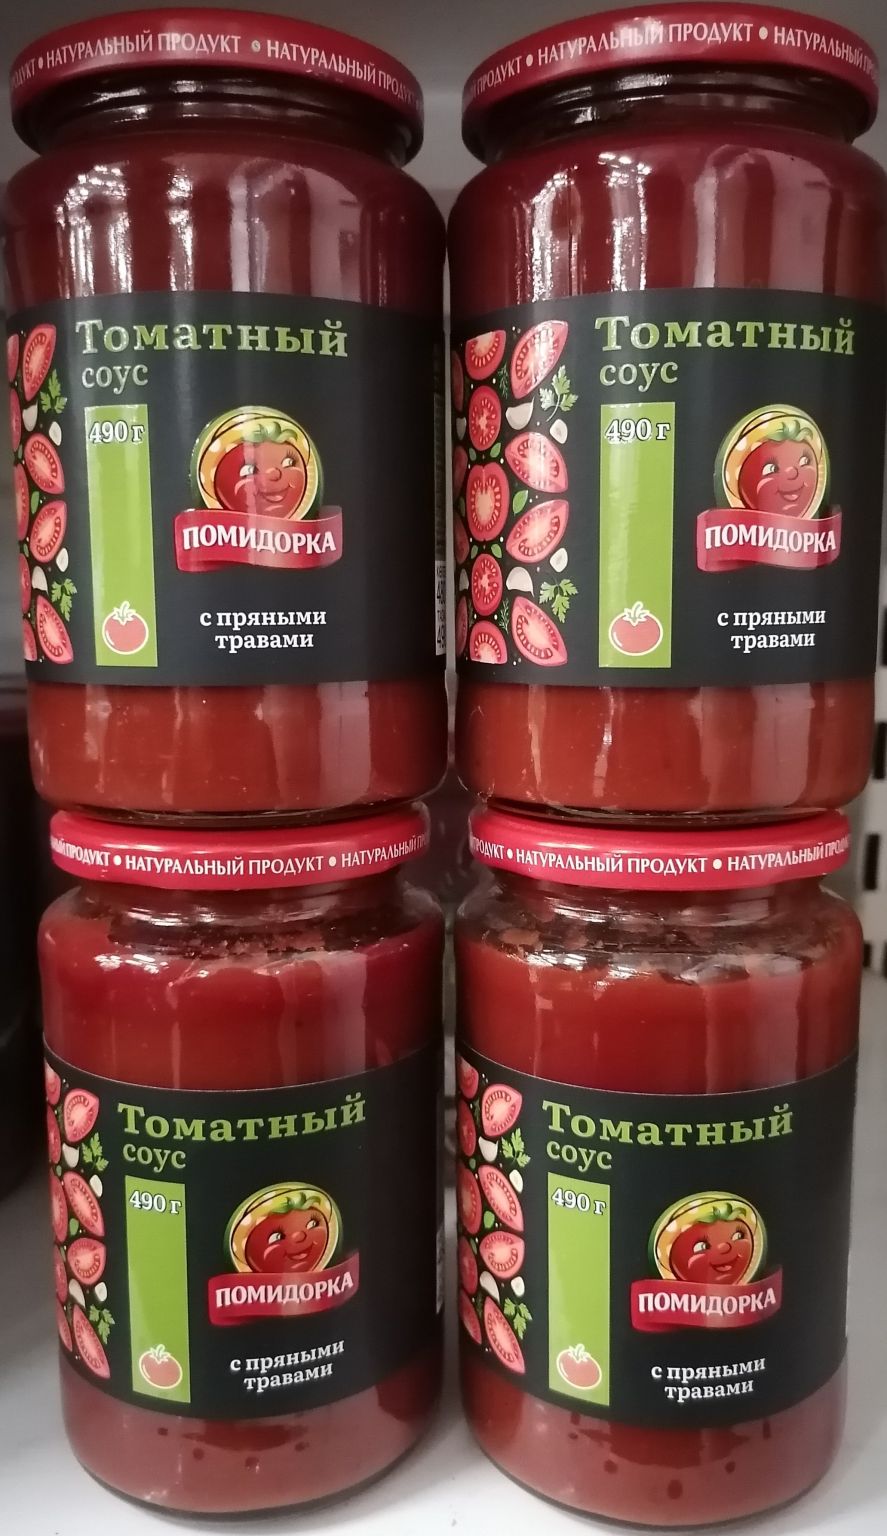 НАТУРАЛЬНЫЙ ПРОДУКТ • НАТУРАЛЬНЫЙ ПРОДУКТ
Томатный
соус
490 г
ПОМИДОРКА
с пряными
травами
ПРОДУКТ • НАТУРАЛЬНЫЙ ПРОДУКТ • НАТУРАЛЬНЫЙ
Томатный
соус
490 г
ПОМИДОРКА
с пряными
травами
ПРОДУКТ • НАТУРАЛЬНЫЙ ПРОДУКТ • НАТУРАЛЬНЫЙ
Томатный
соус
490 г
ПОМИДОРКА
с пряными
травами
ПРОДУКТ • НАТУРАЛЬНЫЙ ПРОДУКТ • НАТУРАЛЬНЫЙ
Томатный
соус
490 г
ПОМИДОРКА
с пряными
травами